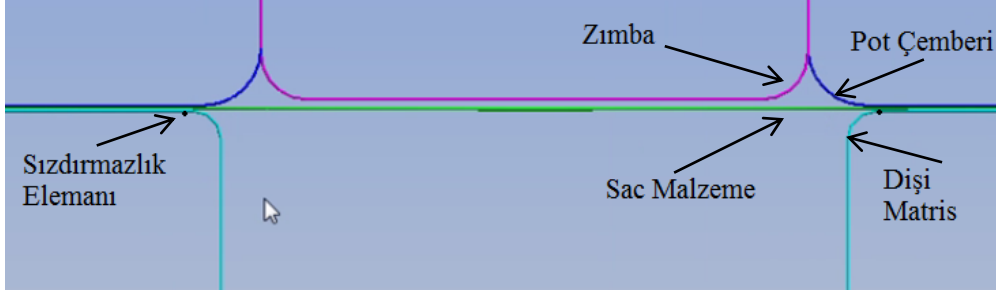 Zımba
Pot Çemberi
Sızdırmazlık
Elemanı
Sac Malzeme
Dişi
Matris